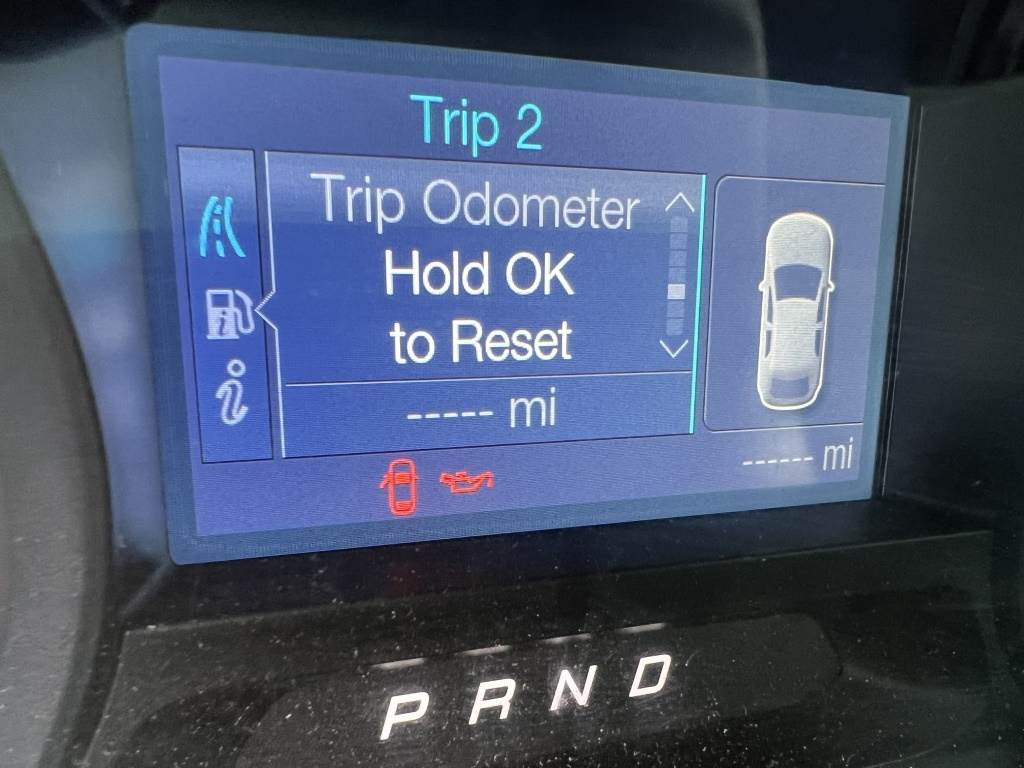 Trip 2
Trip Odometer
Hold OK
to Reset
----- mi
------ mi
P R N D